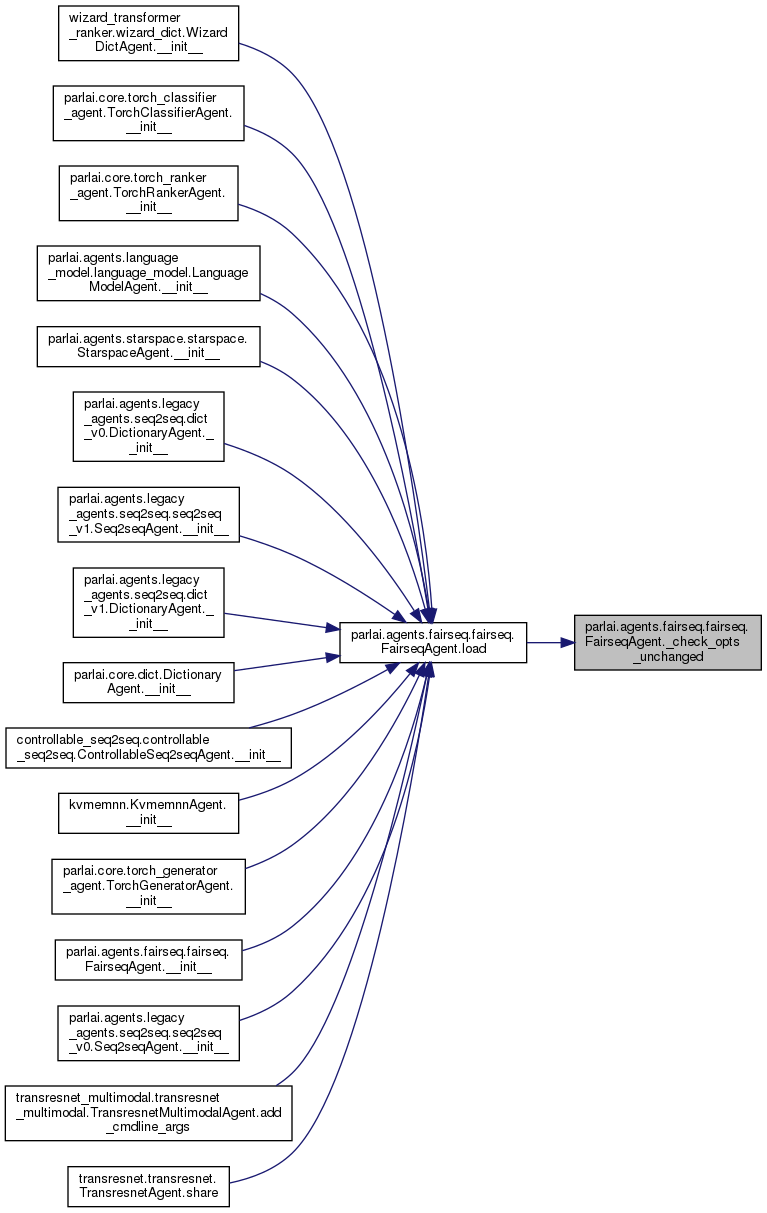 wizard_transformer
_ranker.wizard_dict.Wizard
DictAgent.__init__
parlai.core.torch_classifier
_agent.TorchClassifierAgent.
__init__
parlai.core.torch_ranker
_agent.TorchRankerAgent.
__init__
parlai.agents.language
_model.language_model.Language
ModelAgent.__init__
parlai.agents.starspace.starspace.
StarspaceAgent.__init__
parlai.agents.legacy
_agents.seq2seq.dict
_v0.DictionaryAgent._
_init__
parlai.agents.legacy
_agents.seq2seq.seq2seq
_v1.Seq2seqAgent.__init__
parlai.agents.legacy
_agents.seq2seq.dict
_v1.DictionaryAgent._
_init__
parlai.core.dict.Dictionary
Agent.__init__
controllable_seq2seq.controllable
_seq2seq.ControllableSeq2seqAgent.__init__
kvmemnn.KvmemnnAgent.
__init__
parlai.core.torch_generator
_agent.TorchGeneratorAgent.
__init__
parlai.agents.fairseq.fairseq.
FairseqAgent.__init__
parlai.agents.legacy
_agents.seq2seq.seq2seq
_v0.Seq2seqAgent.__init__
transresnet_multimodal.transresnet
_multimodal.TransresnetMultimodalAgent.add
_cmdline_args
transresnet.transresnet.
TransresnetAgent.share
parlai.agents.fairseq.fairseq.
FairseqAgent.load
parlai.agents.fairseq.fairseq.
FairseqAgent._check_opts
_unchanged